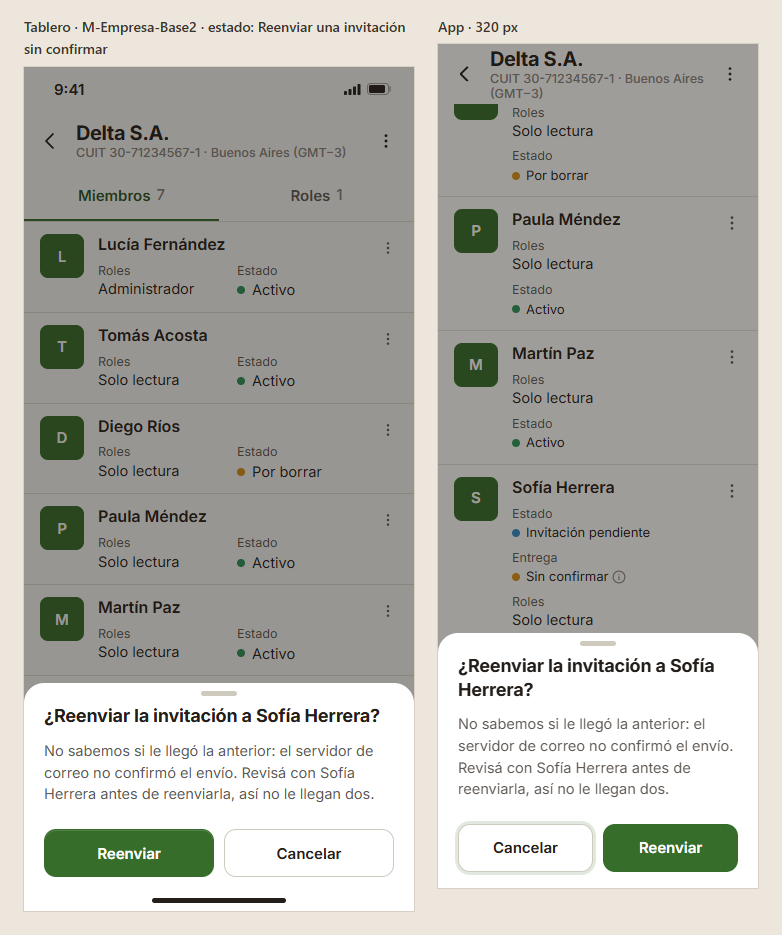 Tablero · M-Empresa-Base2 · estado: Reenviar una invitación
sin confirmar
9:41
Delta S.A.
CUIT 30-71234567-1 · Buenos Aires (GMT−3)
Miembros 7
Roles 1
L
Lucía Fernández
Roles
Estado
Administrador
Activo
T
Tomás Acosta
Roles
Estado
Solo lectura
Activo
D
Diego Ríos
Roles
Estado
Solo lectura
Por borrar
P
Paula Méndez
Roles
Estado
Solo lectura
Activo
M
Martín Paz
Roles
Estado
Solo lectura
Activo
¿Reenviar la invitación a Sofía Herrera?
No sabemos si le llegó la anterior: el servidor de
correo no confirmó el envío. Revisá con Sofía
Herrera antes de reenviarla, así no le llegan dos.
Reenviar
Cancelar
App · 320 px
Delta S.A.
CUIT 30-71234567-1 · Buenos Aires
(GMT−3)
Roles
Solo lectura
Estado
Por borrar
P
Paula Méndez
Roles
Solo lectura
Estado
Activo
M
Martín Paz
Roles
Solo lectura
Estado
Activo
S
Sofía Herrera
Estado
Invitación pendiente
Entrega
Sin confirmar
Roles
Solo lectura
¿Reenviar la invitación a Sofía
Herrera?
No sabemos si le llegó la anterior: el
servidor de correo no confirmó el envío.
Revisá con Sofía Herrera antes de
reenviarla, así no le llegan dos.
Cancelar
Reenviar